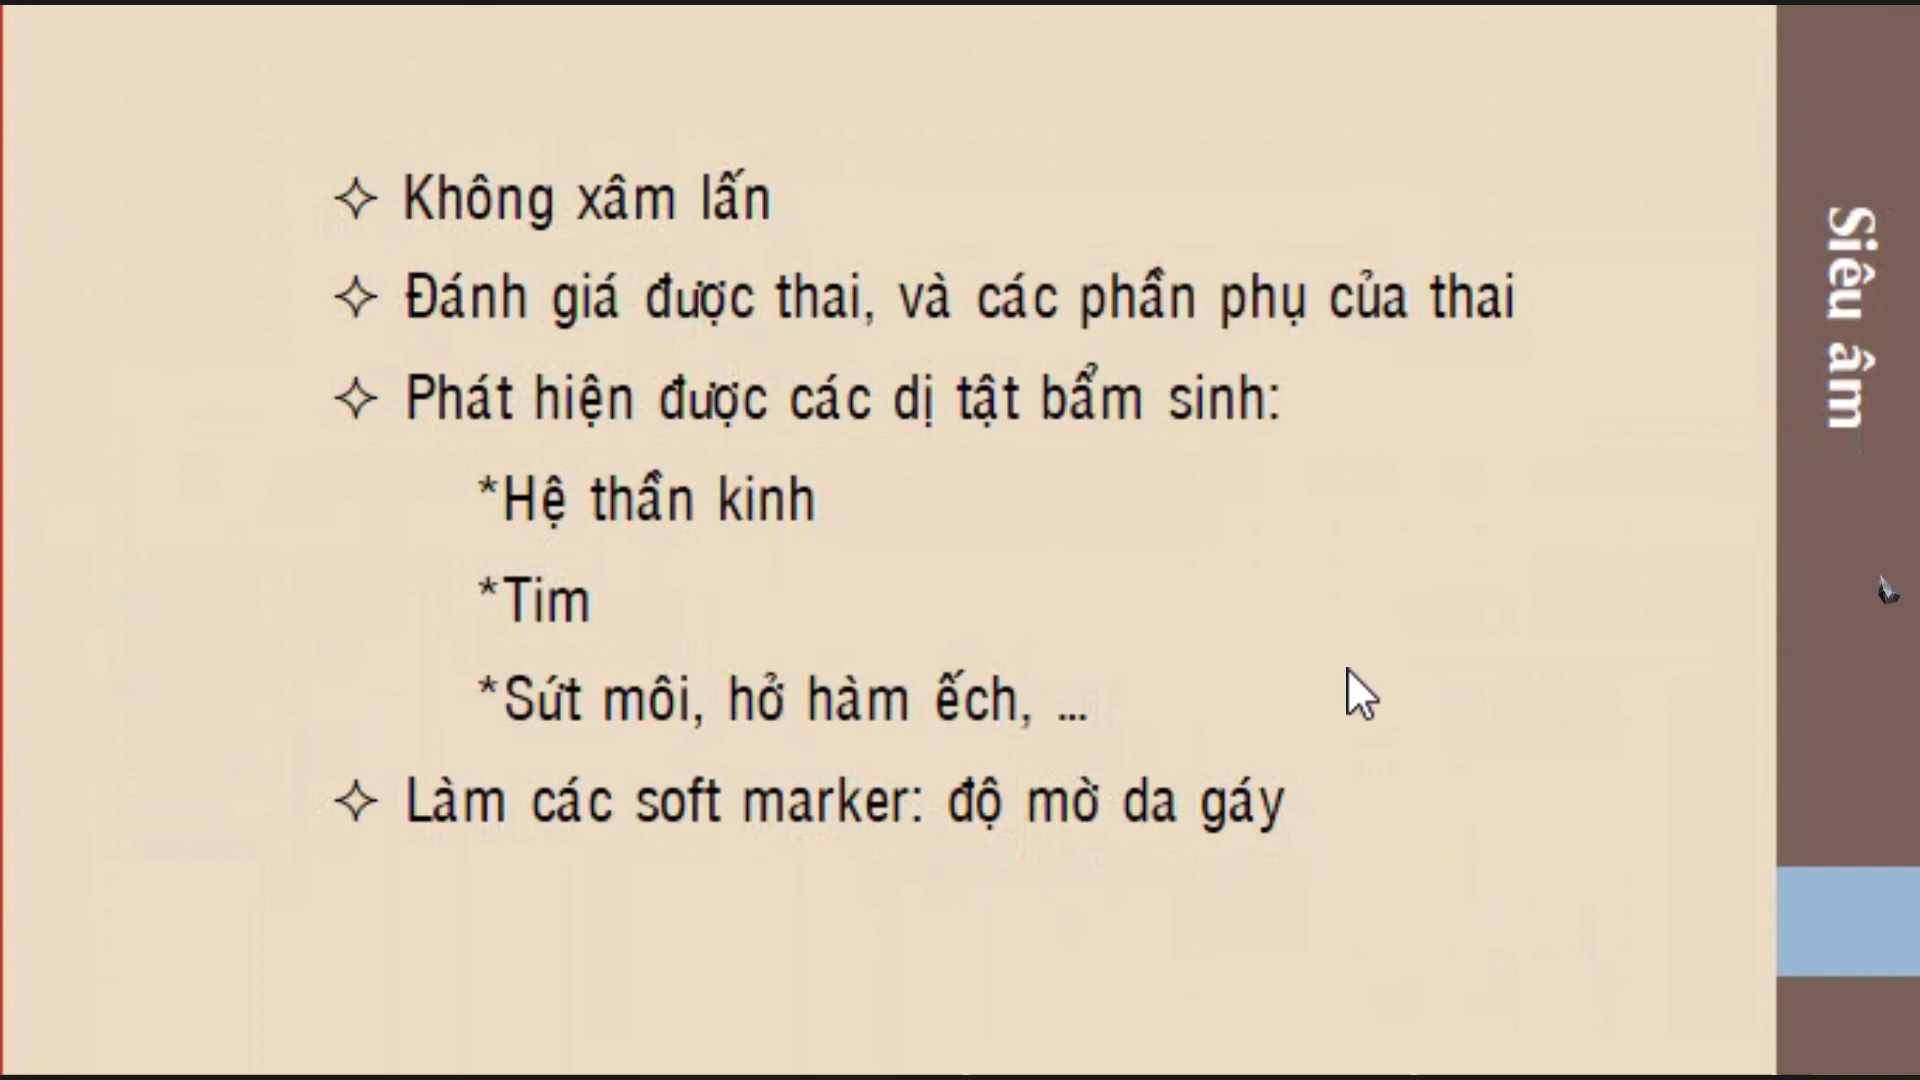 Siêu âm
✧ Không xâm lấn
✧ Đánh giá được thai, và các phần phụ của thai
✧ Phát hiện được các dị tật bẩm sinh:
*Hệ thần kinh
*Tim
*Sứt môi, hở hàm ếch, ...
✧ Làm các soft marker: độ mờ da gáy